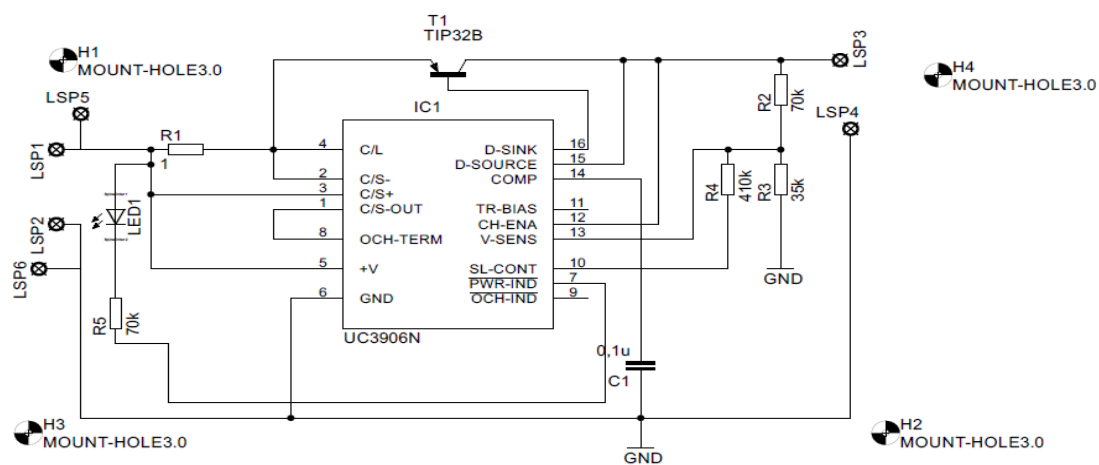 T1
TIP32B
H1
MOUNT-HOLE3.0
LSP3
H4
MOUNT-HOLE3.0
LSP5
R2
70k
LSP4
IC1
LSP1
R1
1
4 C/L D-SINK 16
D-SOURCE 15
2 C/S- COMP 14
3 C/S+
1 C/S-OUT TR-BIAS 11
CH-ENA 12
8 OCH-TERM V-SENS 13
5 +V SL-CONT 10
PWR-IND 7
6 GND OCH-IND 9
UC3906N
R4
410k
R3
35k
GND
LED1
LSP2
LSP6
R5
70k
0,1u
C1
H3
MOUNT-HOLE3.0
GND
H2
MOUNT-HOLE3.0